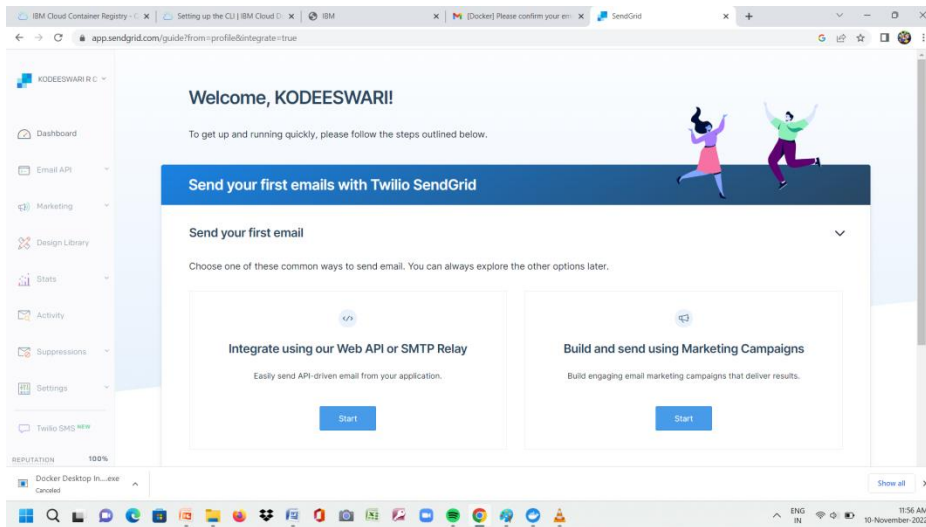 IBM Cloud Container Registry - C
Setting up the CLI | IBM Cloud D
IBM
[Docker] Please confirm your em
SendGrid
app.sendgrid.com/guide?from=profile&integrate=true
KODEESWARI R C
Welcome, KODEESWARI!
To get up and running quickly, please follow the steps outlined below.
Dashboard
Email API
Marketing
Design Library
Stats
Activity
Suppressions
Settings
Twilio SMS NEW
REPUTATION 100%
Send your first emails with Twilio SendGrid
Send your first email
Choose one of these common ways to send email. You can always explore the other options later.
Integrate using our Web API or SMTP Relay
Easily send API-driven email from your application.
Start
Build and send using Marketing Campaigns
Build engaging email marketing campaigns that deliver results.
Start
Docker Desktop In....exe
Canceled
Show all
ENG
IN
11:56 AM
10-November-2022